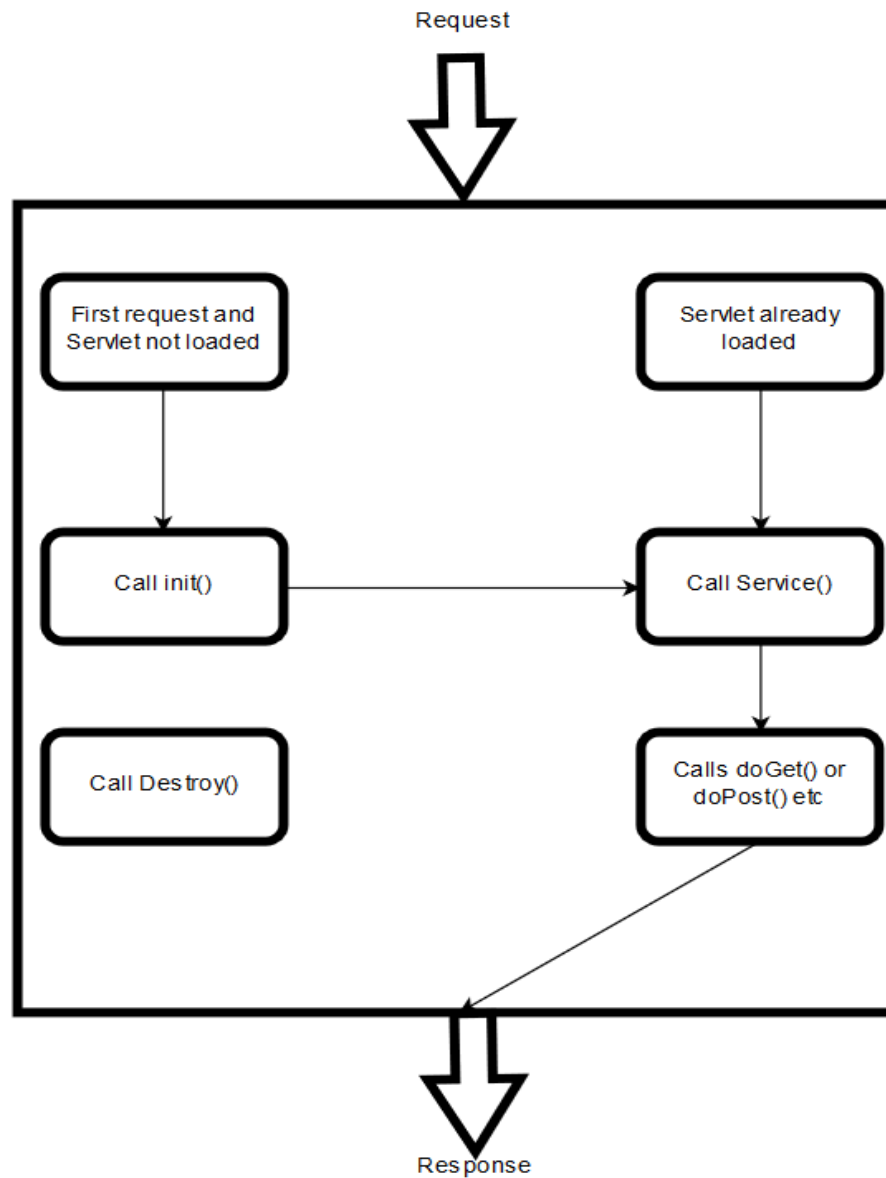 Request
First request and
Servlet not loaded
Servlet already
loaded
Call init()
Call Service()
Call Destroy()
Calls doGet() or
doPost() etc
Response